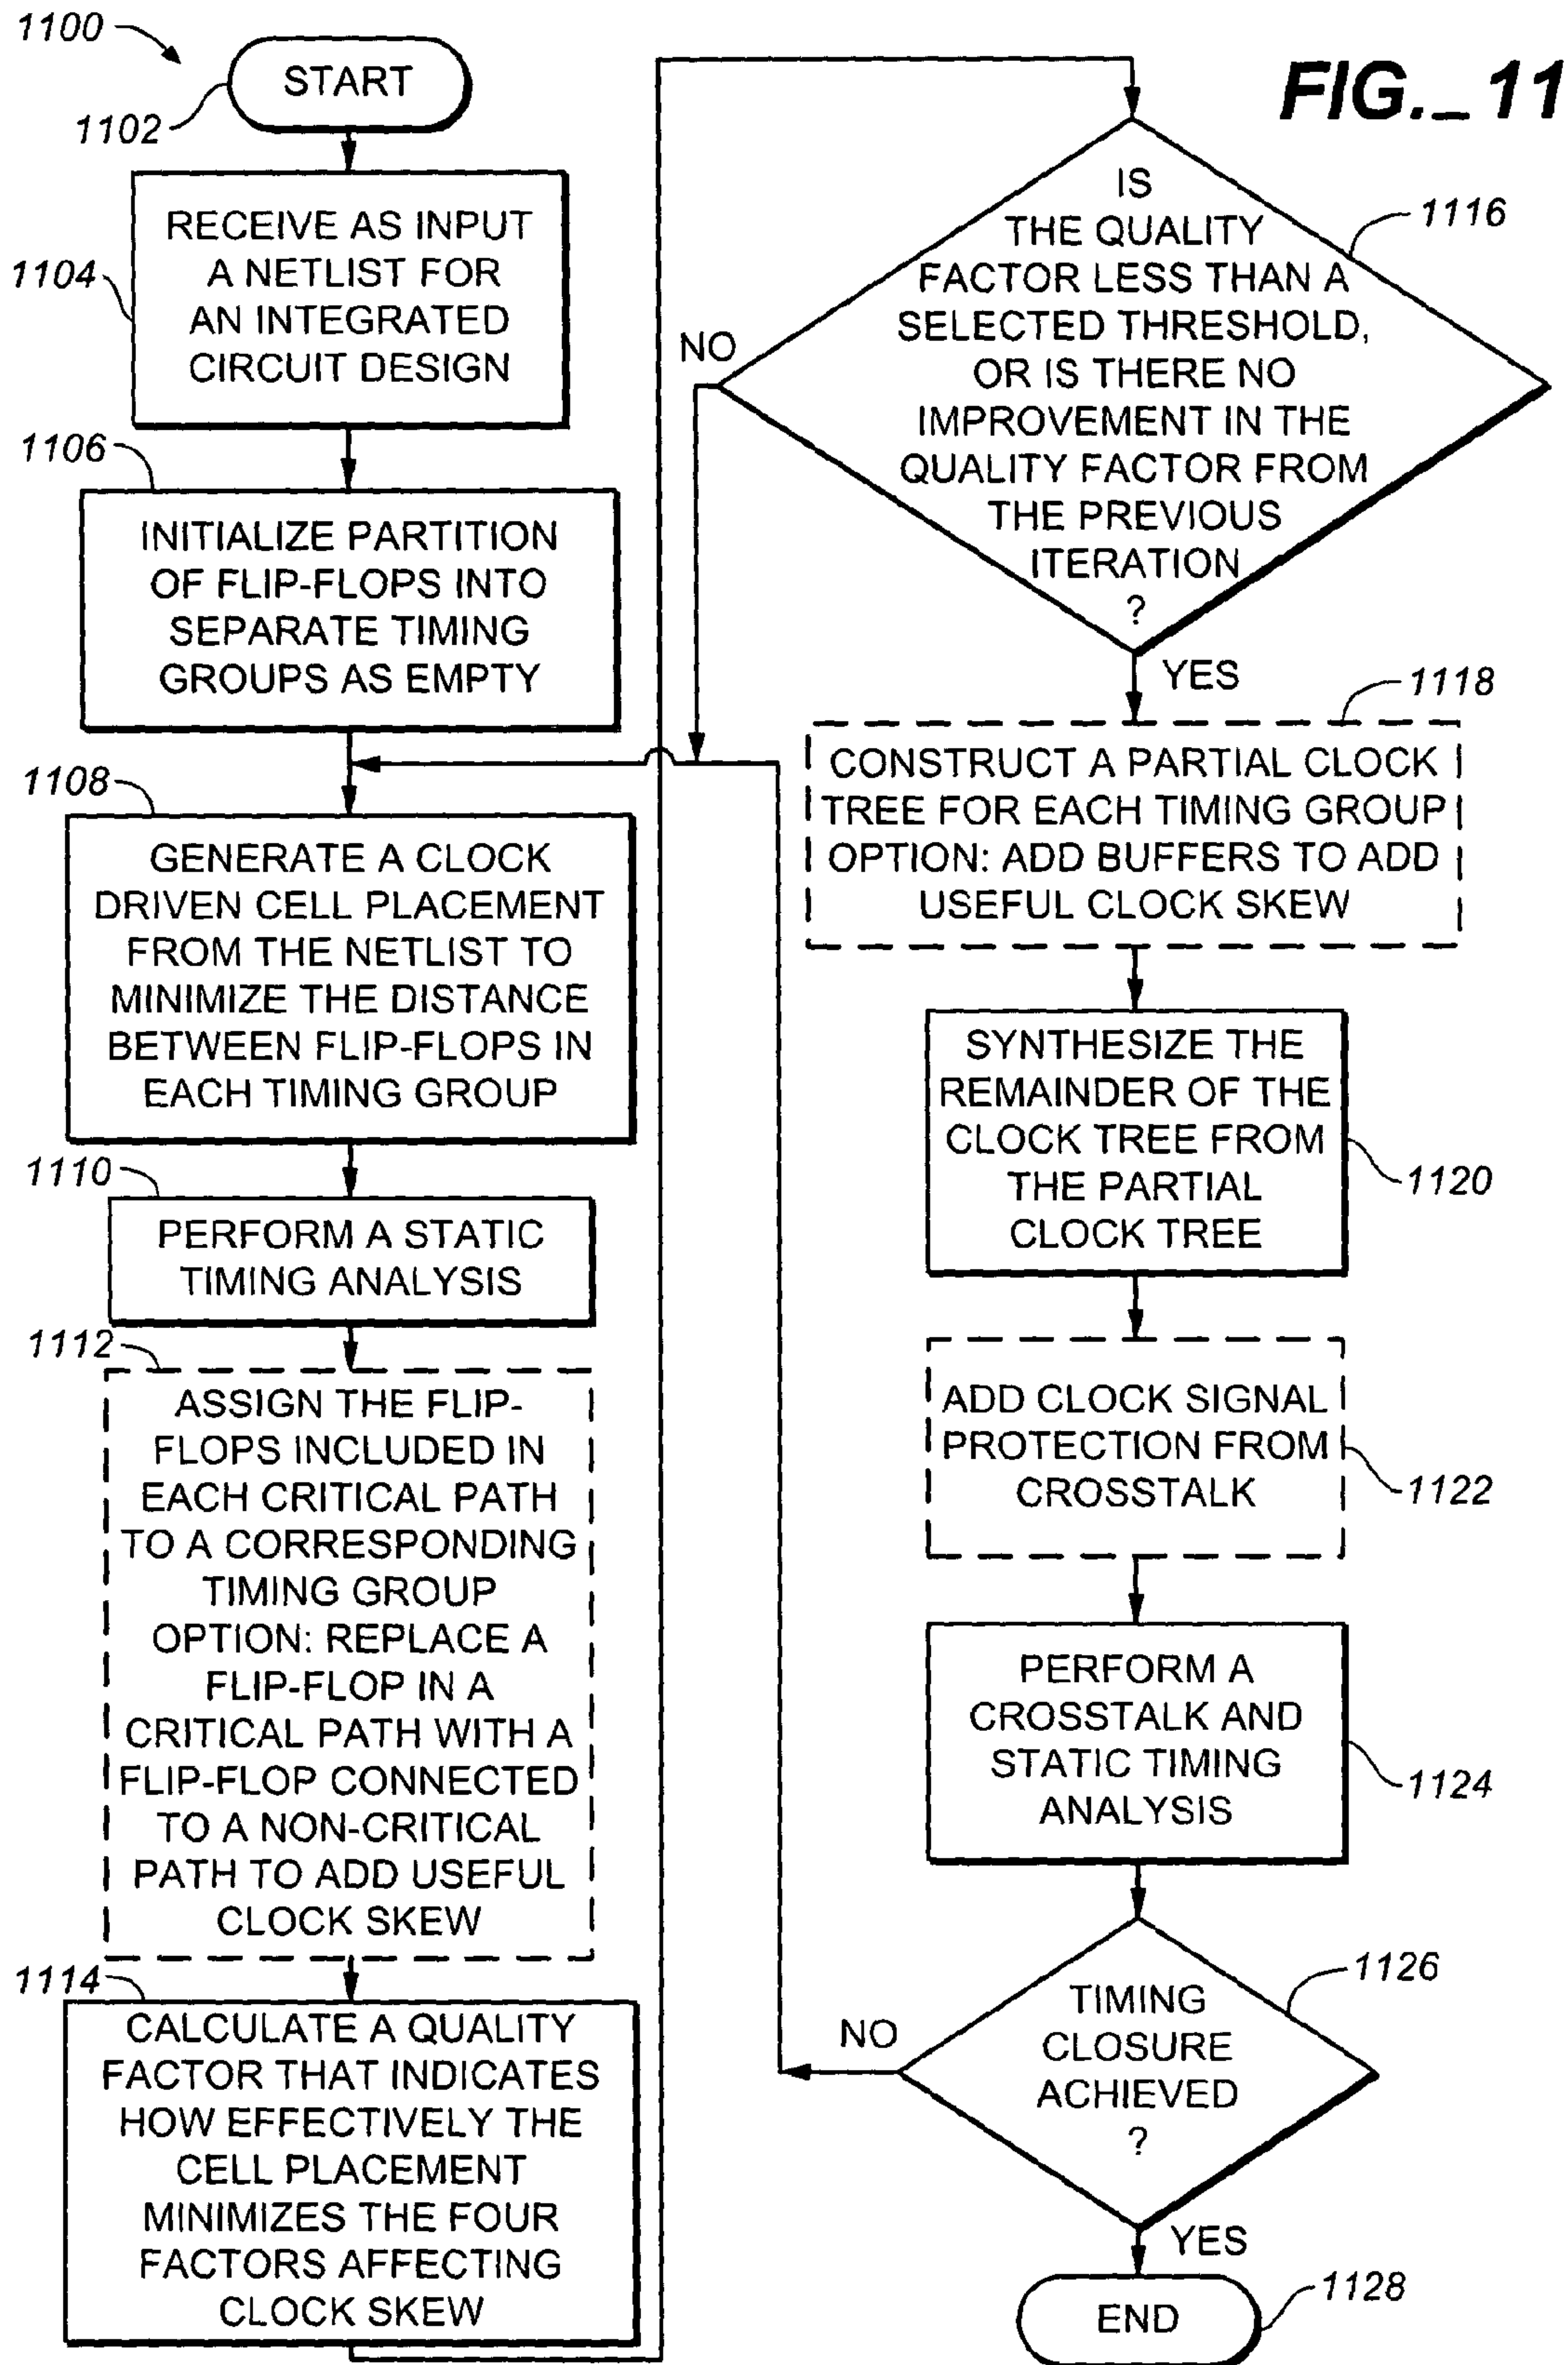 1100
FIG._ 11
START
1102
RECEIVE AS INPUT
A NETLIST FOR
AN INTEGRATED
CIRCUIT DESIGN
1104
1106
INITIALIZE PARTITION
OF FLIP-FLOPS INTO
SEPARATE TIMING
GROUPS AS EMPTY
1108
GENERATE A CLOCK
DRIVEN CELL PLACEMENT
FROM THE NETLIST TO
MINIMIZE THE DISTANCE
BETWEEN FLIP-FLOPS IN
EACH TIMING GROUP
1110
PERFORM A STATIC
TIMING ANALYSIS
1112
ASSIGN THE FLIP-
FLOPS INCLUDED IN
EACH CRITICAL PATH
TO A CORRESPONDING
TIMING GROUP
OPTION: REPLACE A
FLIP-FLOP IN A
CRITICAL PATH WITH A
FLIP-FLOP CONNECTED
TO A NON-CRITICAL
PATH TO ADD USEFUL
CLOCK SKEW
1114
CALCULATE A QUALITY
FACTOR THAT INDICATES
HOW EFFECTIVELY THE
CELL PLACEMENT
MINIMIZES THE FOUR
FACTORS AFFECTING
CLOCK SKEW
IS
THE QUALITY
FACTOR LESS THAN A
SELECTED THRESHOLD,
OR IS THERE NO
IMPROVEMENT IN THE
QUALITY FACTOR FROM
THE PREVIOUS
ITERATION
?
1116
NO
YES
1118
CONSTRUCT A PARTIAL CLOCK
TREE FOR EACH TIMING GROUP
OPTION: ADD BUFFERS TO ADD
USEFUL CLOCK SKEW
SYNTHESIZE THE
REMAINDER OF THE
CLOCK TREE FROM
THE PARTIAL
CLOCK TREE
1120
ADD CLOCK SIGNAL
PROTECTION FROM
CROSSTALK
1122
PERFORM A
CROSSTALK AND
STATIC TIMING
ANALYSIS
1124
TIMING
CLOSURE
ACHIEVED
?
1126
NO
YES
END
1128